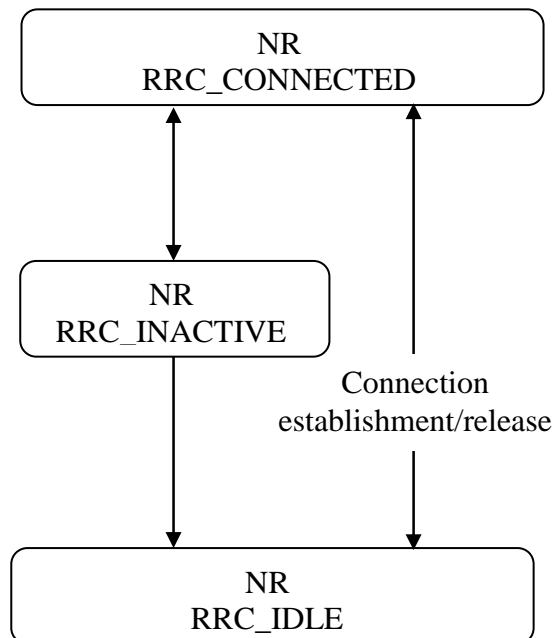 NR
RRC_CONNECTED
NR
RRC_INACTIVE
Connection
establishment/release
NR
RRC_IDLE